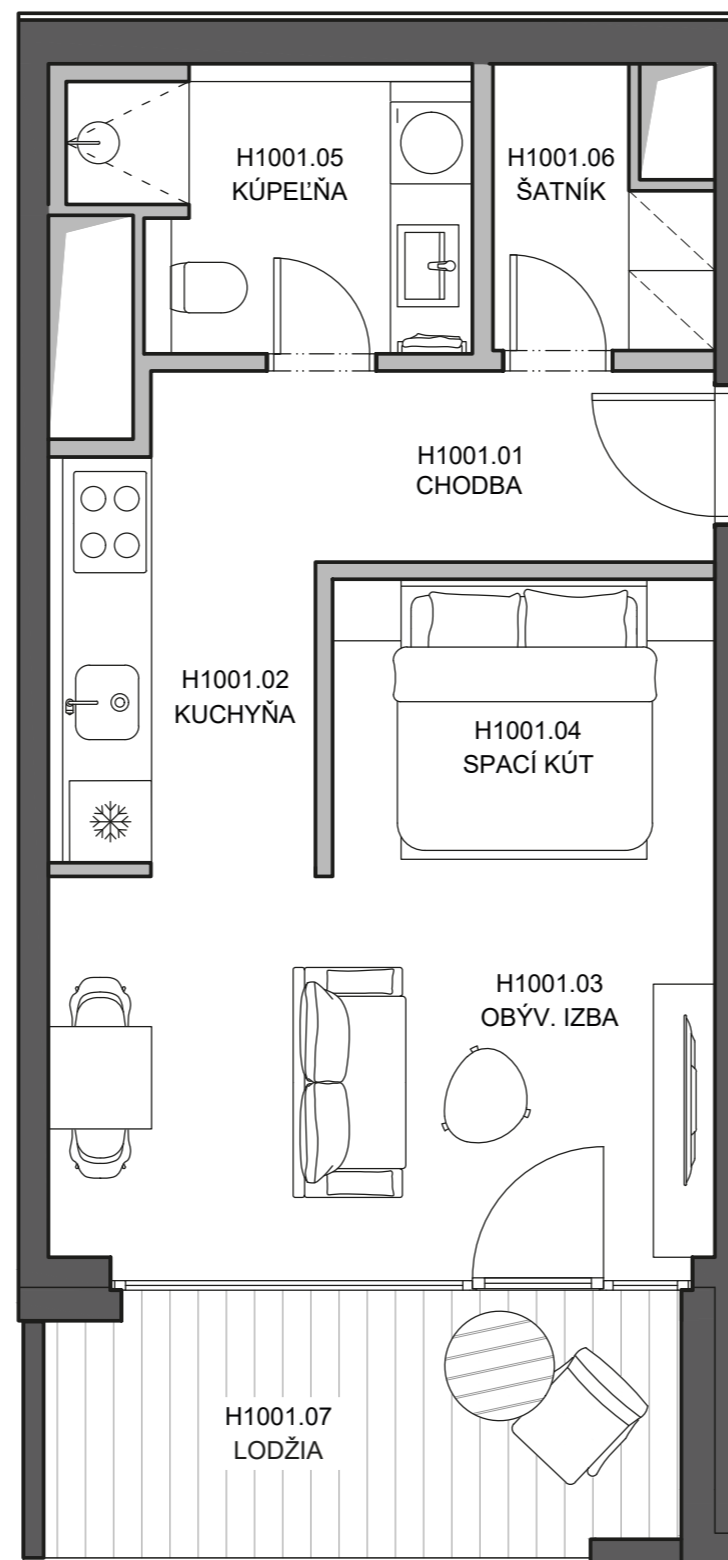 H1001.05
KÚPEĽŇA
H1001.06
ŠATNÍK
H1001.01
CHODBA
H1001.02
KUCHYŇA
H1001.04
SPACÍ KÚT
H1001.03
OBÝV. IZBA
H1001.07
LODŽIA